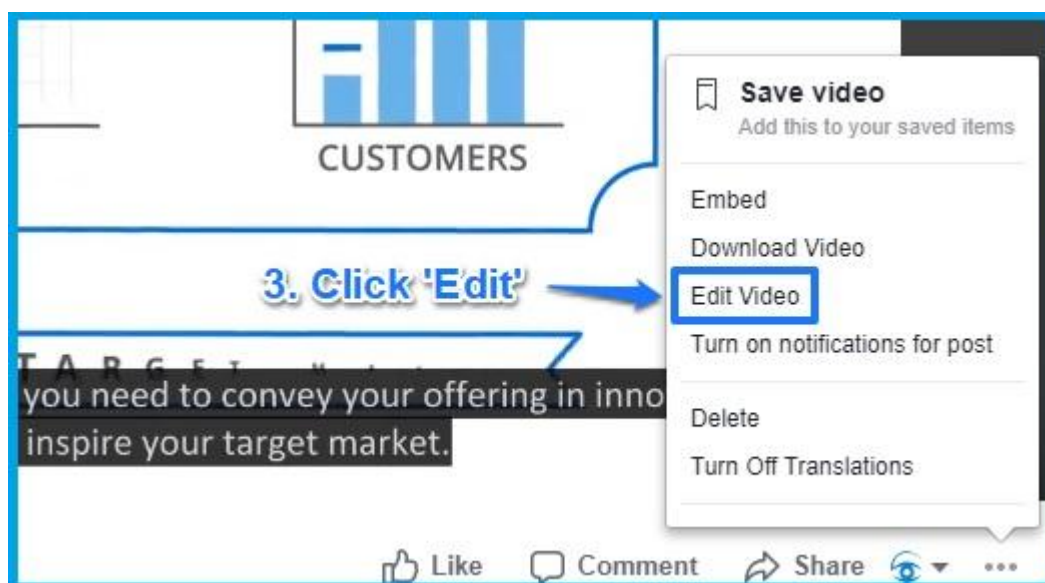 CUSTOMERS
3. Click 'Edit'
TARGET
you need to convey your offering in inno
inspire your target market.
Save video
Add this to your saved items
Embed
Download Video
Edit Video
Turn on notifications for post
Delete
Turn Off Translations
Like Comment Share